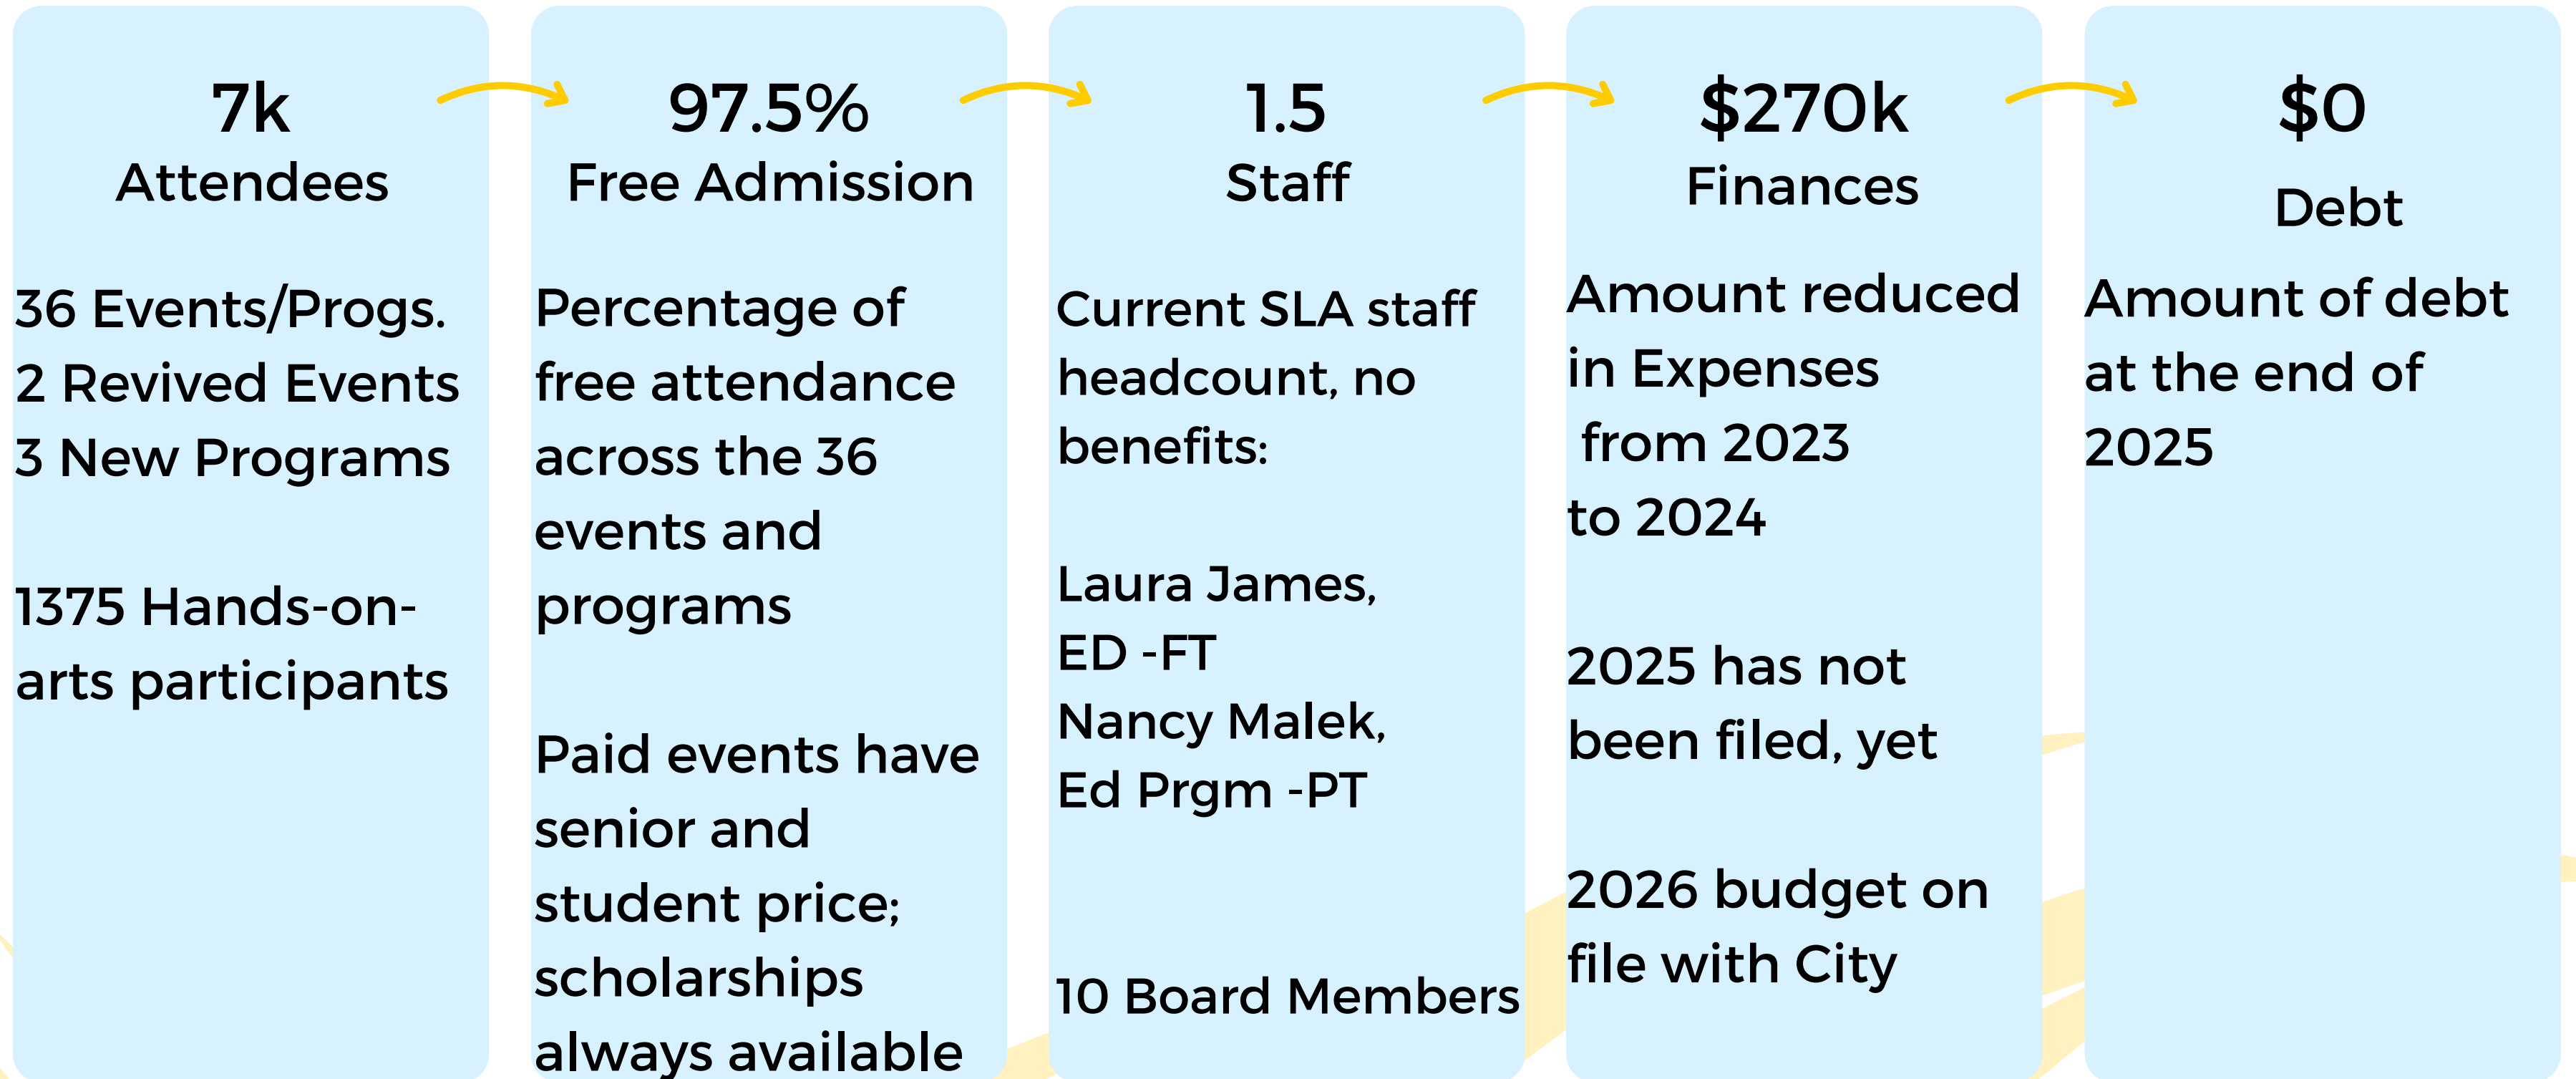 7k
Attendees
36 Events/Progs.
2 Revived Events
3 New Programs
1375 Hands-on-
arts participants
97.5%
Free Admission
Percentage of
free attendance
across the 36
events and
programs
Paid events have
senior and
student price;
scholarships
always available
1.5
Staff
Current SLA staff
headcount, no
benefits:
Laura James,
ED -FT
Nancy Malek,
Ed Prgm -PT
10 Board Members
$270k
Finances
Amount reduced
in Expenses
from 2023
to 2024
2025 has not
been filed, yet
2026 budget on
file with City
$0
Debt
Amount of debt
at the end of
2025